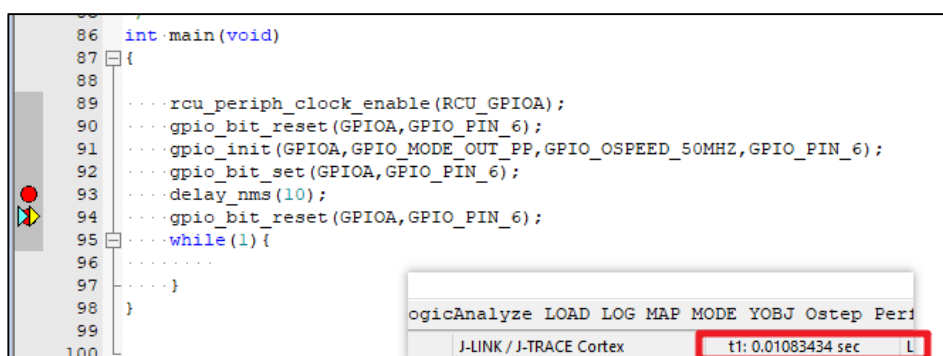 86 int main(void)
87 {
88
89 rcu_periph_clock_enable(RCU_GPIOA);
90 gpio_bit_reset(GPIOA,GPIO_PIN_6);
91 gpio_init(GPIOA,GPIO_MODE_OUT_PP,GPIO_OSPEED_50MHZ,GPIO_PIN_6);
92 gpio_bit_set(GPIOA,GPIO_PIN_6);
93 delay_nms(10);
94 gpio_bit_reset(GPIOA,GPIO_PIN_6);
95 while(1){
96
97 }
98 }
99
100
ogicAnalyze LOAD LOG MAP MODE YOBJ Ostep Perf
J-LINK / J-TRACE Cortex t1: 0.01083434 sec L